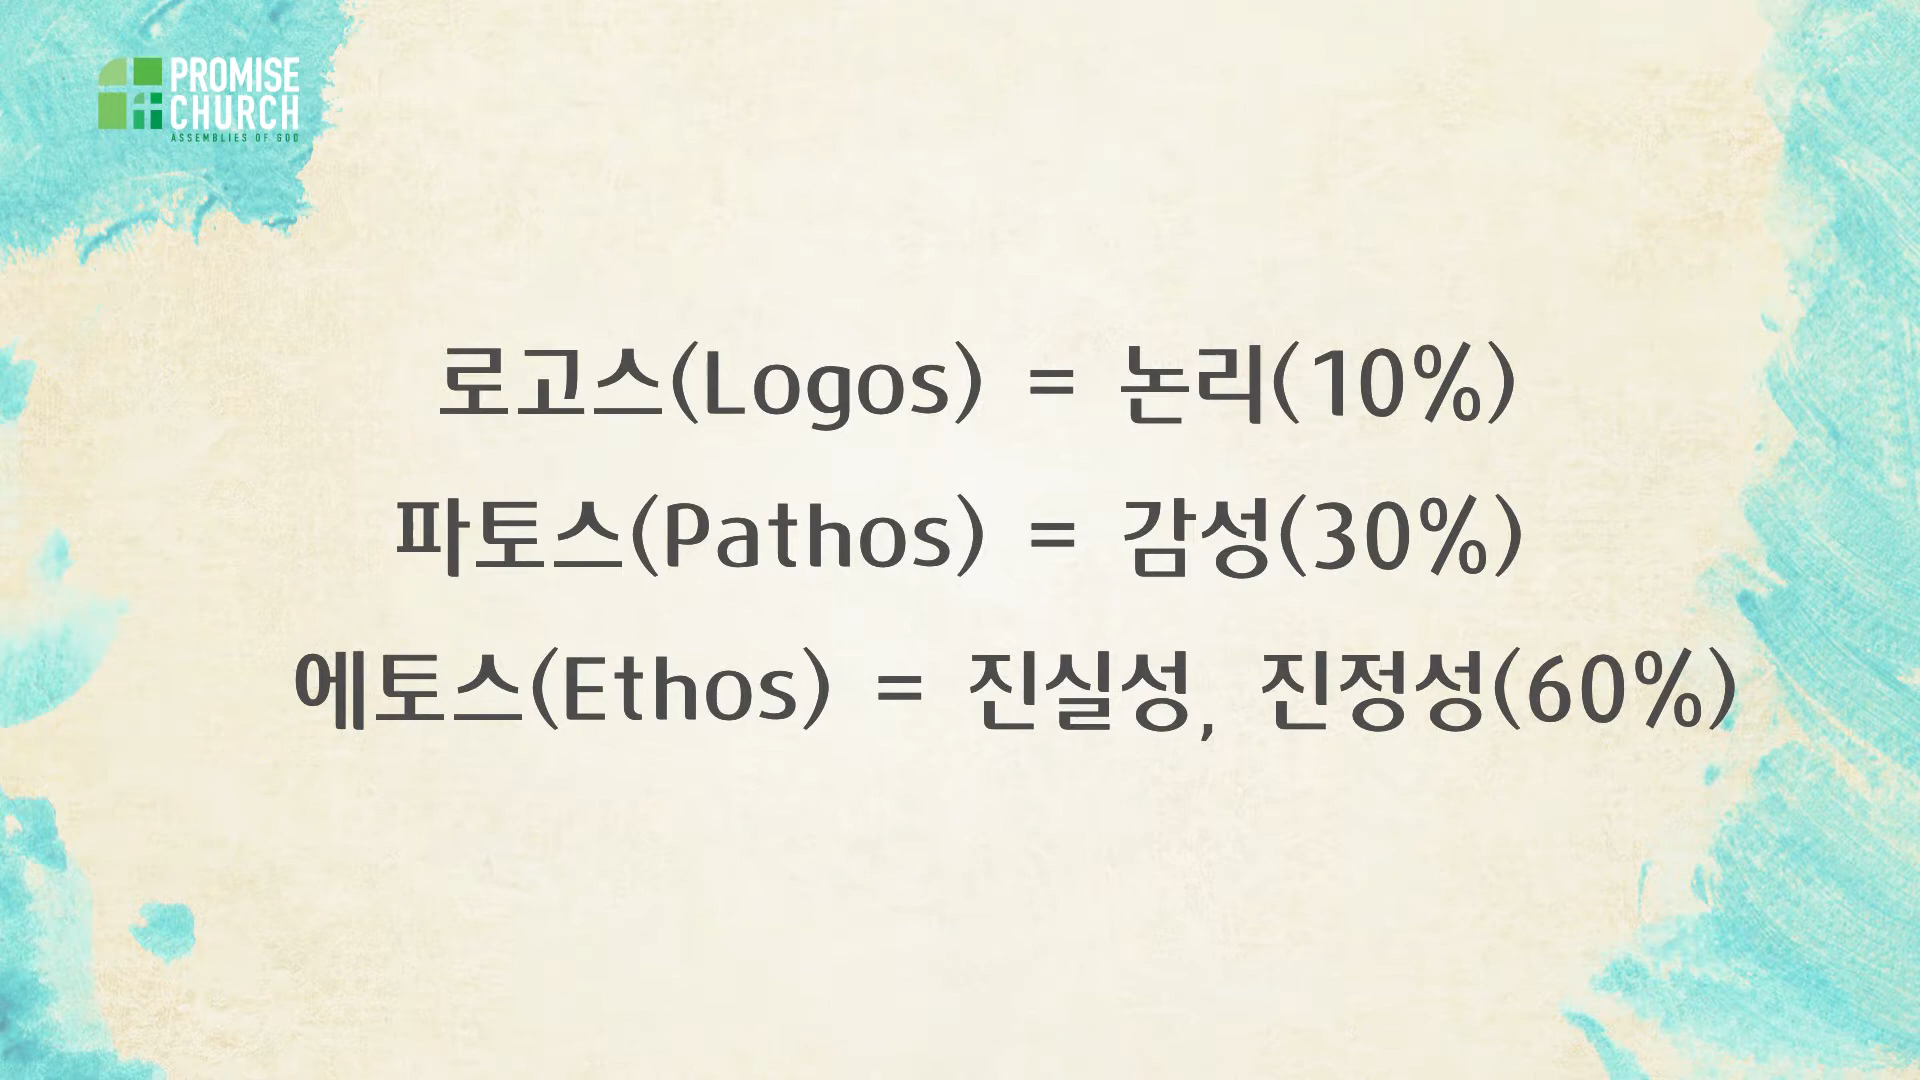 PROMISE
CHURCH
ASSEMBLIES OF GOD
로고스(Logos) = 논리(10%)
파토스(Pathos) = 감성(30%)
에토스(Ethos) = 진실성, 진정성(60%)